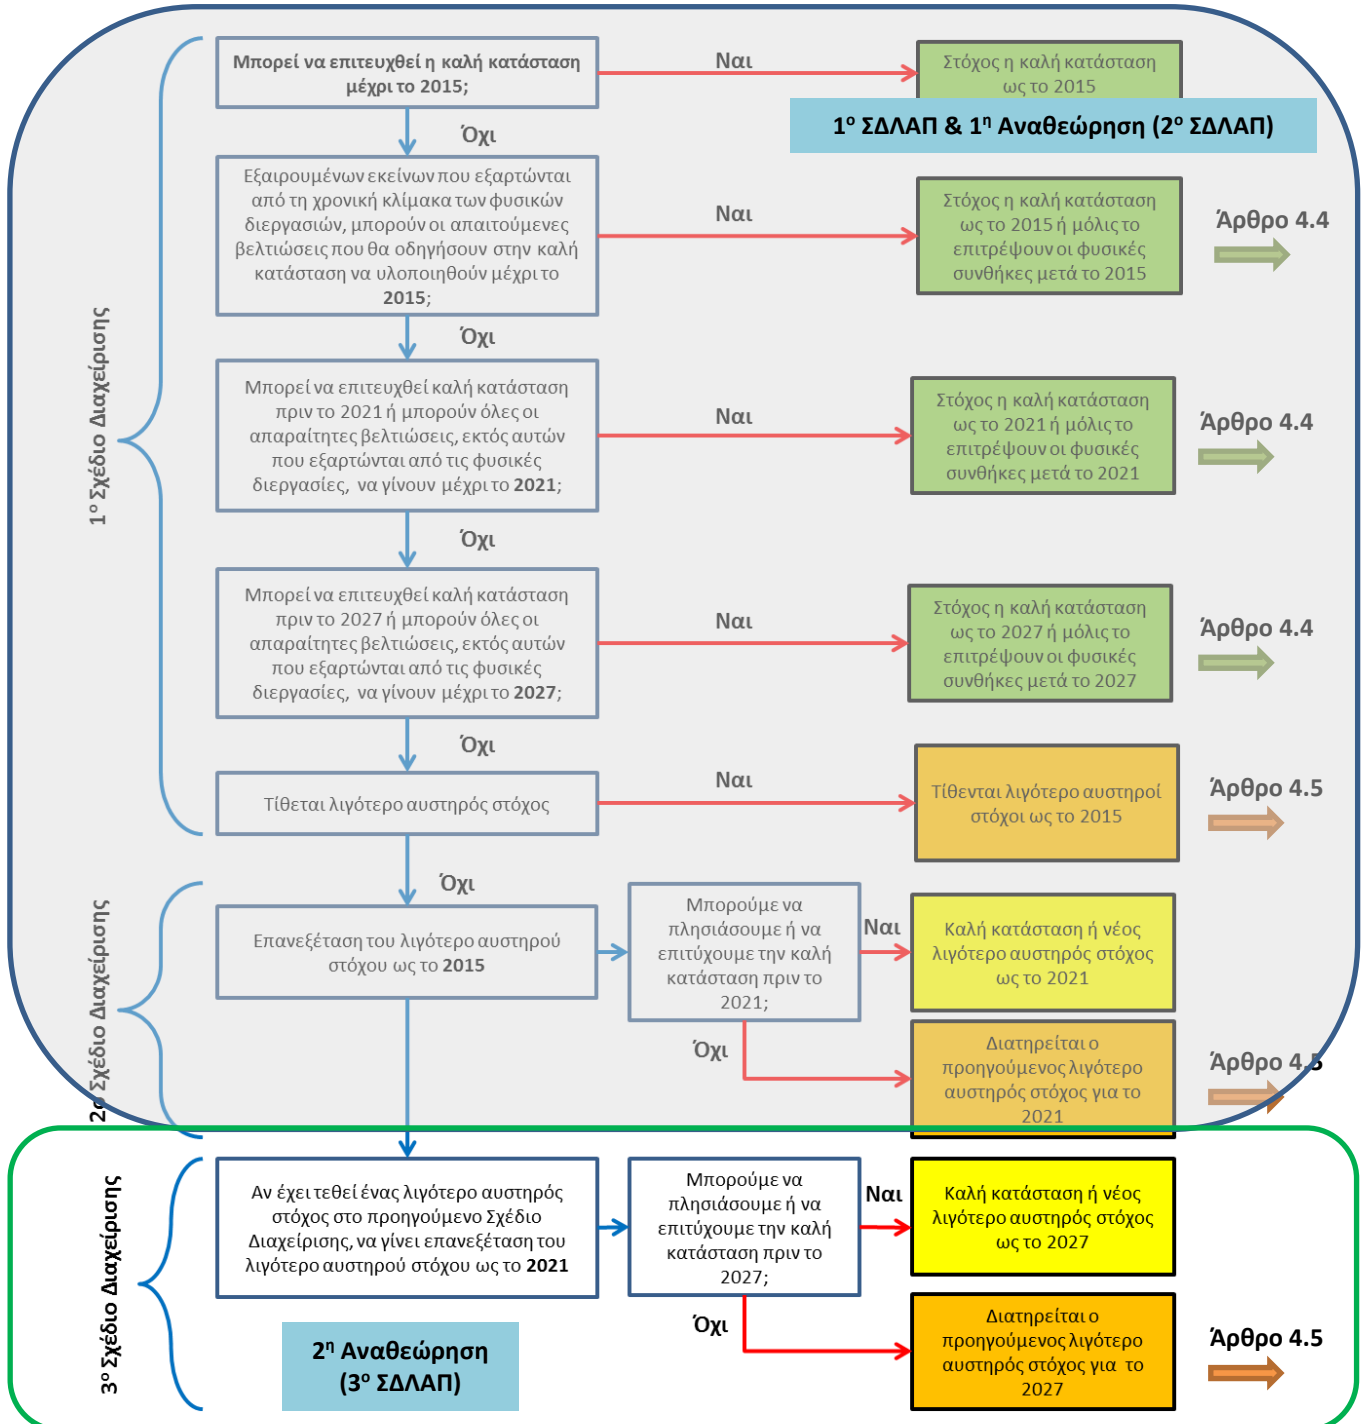 Μπορεί να επιτευχθεί η καλή κατάσταση
μέχρι το 2015;
Ναι
Στόχος η καλή κατάσταση
ως το 2015
1º ΣΔΛΑΠ & 1η Αναθεώρηση (2º ΣΔΛΑΠ)
Όχι
Εξαιρουμένων εκείνων που εξαρτώνται
από τη χρονική κλίμακα των φυσικών
διεργασιών, μπορούν οι απαιτούμενες
βελτιώσεις που θα οδηγήσουν στην καλή
κατάσταση να υλοποιηθούν μέχρι το
2015;
Ναι
Στόχος η καλή κατάσταση
ως το 2015 ή μόλις το
επιτρέψουν οι φυσικές
συνθήκες μετά το 2015
Άρθρο 4.4
Όχι
1º Σχέδιο Διαχείρισης
Μπορεί να επιτευχθεί καλή κατάσταση
πριν το 2021 ή μπορούν όλες οι
απαραίτητες βελτιώσεις, εκτός αυτών
που εξαρτώνται από τις φυσικές
διεργασίες, να γίνουν μέχρι το 2021;
Ναι
Στόχος η καλή κατάσταση
ως το 2021 ή μόλις το
επιτρέψουν οι φυσικές
συνθήκες μετά το 2021
Άρθρο 4.4
Όχι
Μπορεί να επιτευχθεί καλή κατάσταση
πριν το 2027 ή μπορούν όλες οι
απαραίτητες βελτιώσεις, εκτός αυτών
που εξαρτώνται από τις φυσικές
διεργασίες, να γίνουν μέχρι το 2027;
Ναι
Στόχος η καλή κατάσταση
ως το 2027 ή μόλις το
επιτρέψουν οι φυσικές
συνθήκες μετά το 2027
Άρθρο 4.4
Όχι
Τίθεται λιγότερο αυστηρός στόχος
Ναι
Τίθενται λιγότερο αυστηροί
στόχοι ως το 2015
Άρθρο 4.5
Όχι
2ο Σχέδιο Διαχείρισης
Επανεξέταση του λιγότερο αυστηρού
στόχου ως το 2015
Μπορούμε να
πλησιάσουμε ή να
επιτύχουμε την καλή
κατάσταση πριν το
2021;
Ναι
Καλή κατάσταση ή νέος
λιγότερο αυστηρός στόχος
ως το 2021
Όχι
Διατηρείται ο
προηγούμενος λιγότερο
αυστηρός στόχος για το
2021
Άρθρο 4.5
3º Σχέδιο Διαχείρισης
Αν έχει τεθεί ένας λιγότερο αυστηρός
στόχος στο προηγούμενο Σχέδιο
Διαχείρισης, να γίνει επανεξέταση του
λιγότερο αυστηρού στόχου ως το 2021
Μπορούμε να
πλησιάσουμε ή να
επιτύχουμε την καλή
κατάσταση πριν το
2027;
Ναι
Καλή κατάσταση ή νέος
λιγότερο αυστηρός στόχος
ως το 2027
Όχι
Διατηρείται ο
προηγούμενος λιγότερο
αυστηρός στόχος για το
2027
Άρθρο 4.5
2η Αναθεώρηση
(3º ΣΔΛΑΠ)